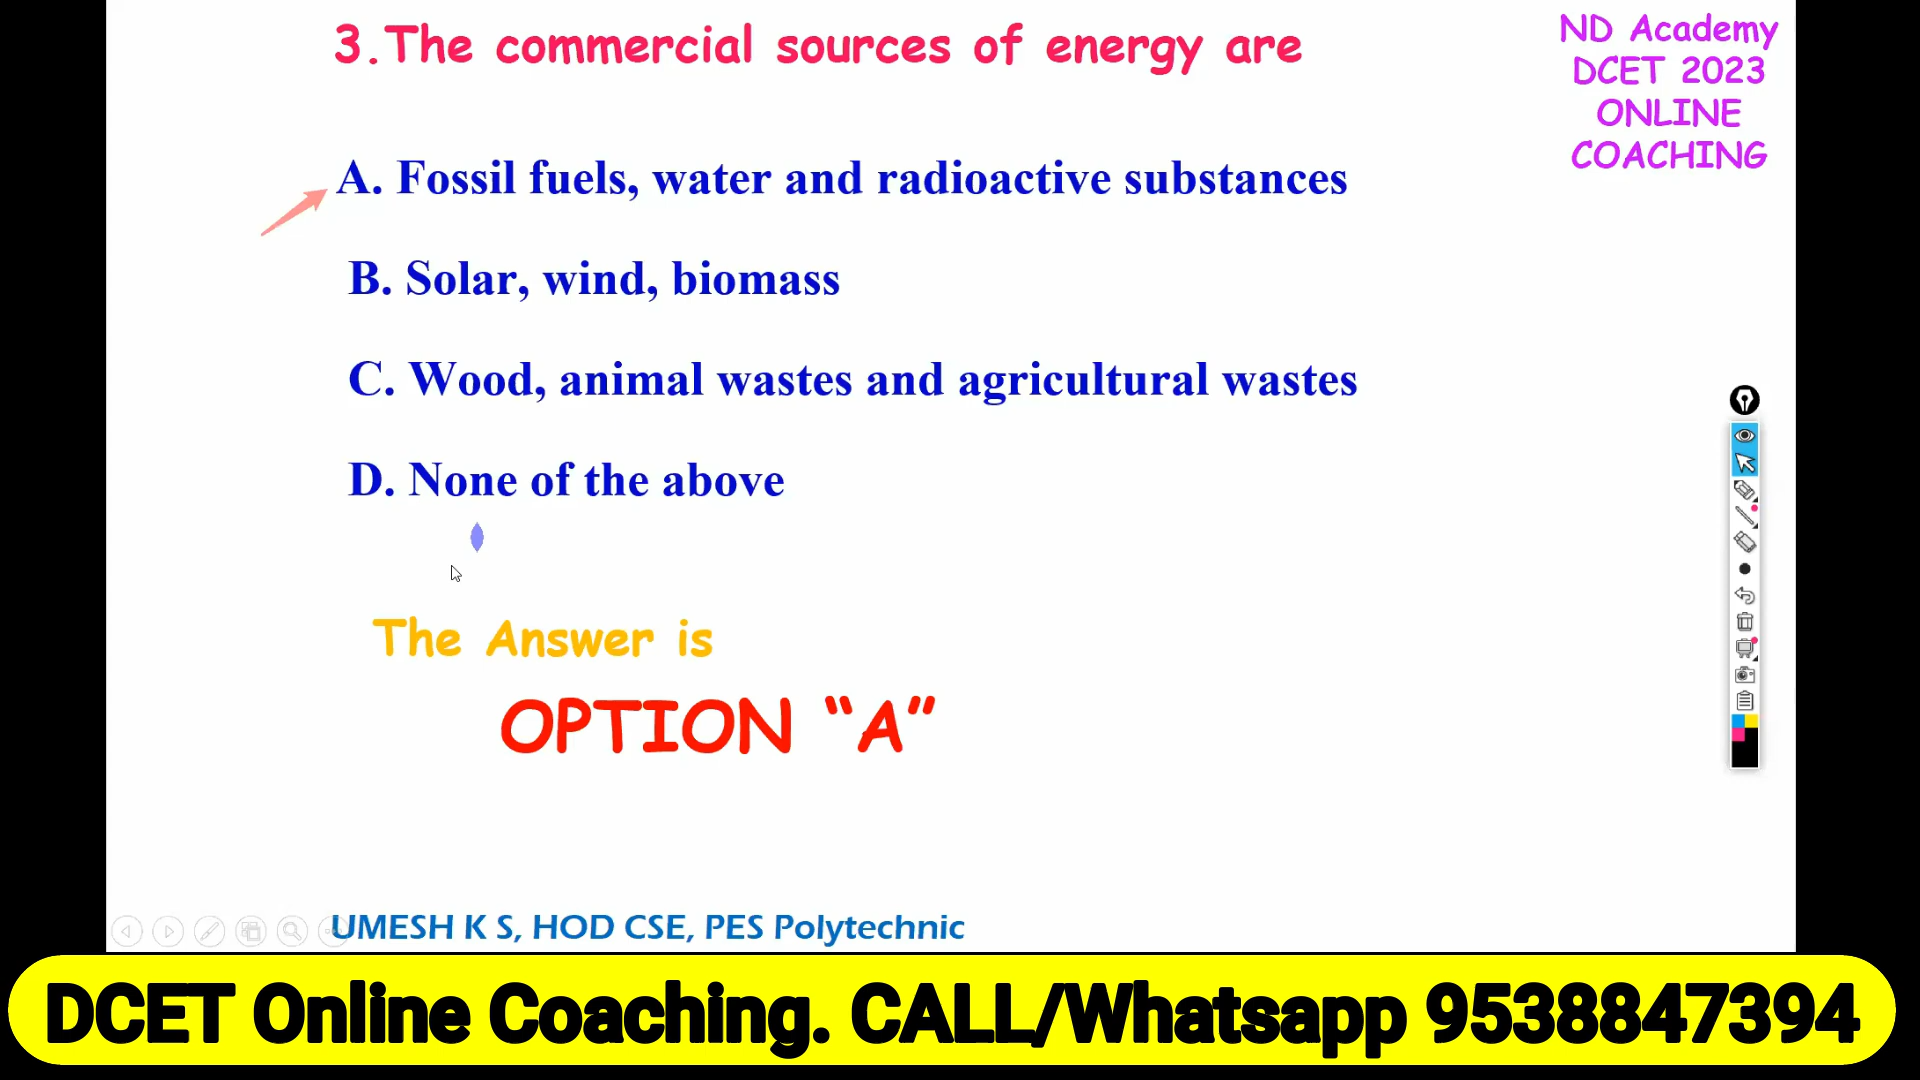 3.The commercial sources of energy are
ND Academy
DCET 2023
ONLINE
COACHING
A. Fossil fuels, water and radioactive substances
B. Solar, wind, biomass
C. Wood, animal wastes and agricultural wastes
D. None of the above
The Answer is
OPTION “A”
UMESH K S, HOD CSE, PES Polytechnic
DCET Online Coaching. CALL/Whatsapp 9538847394